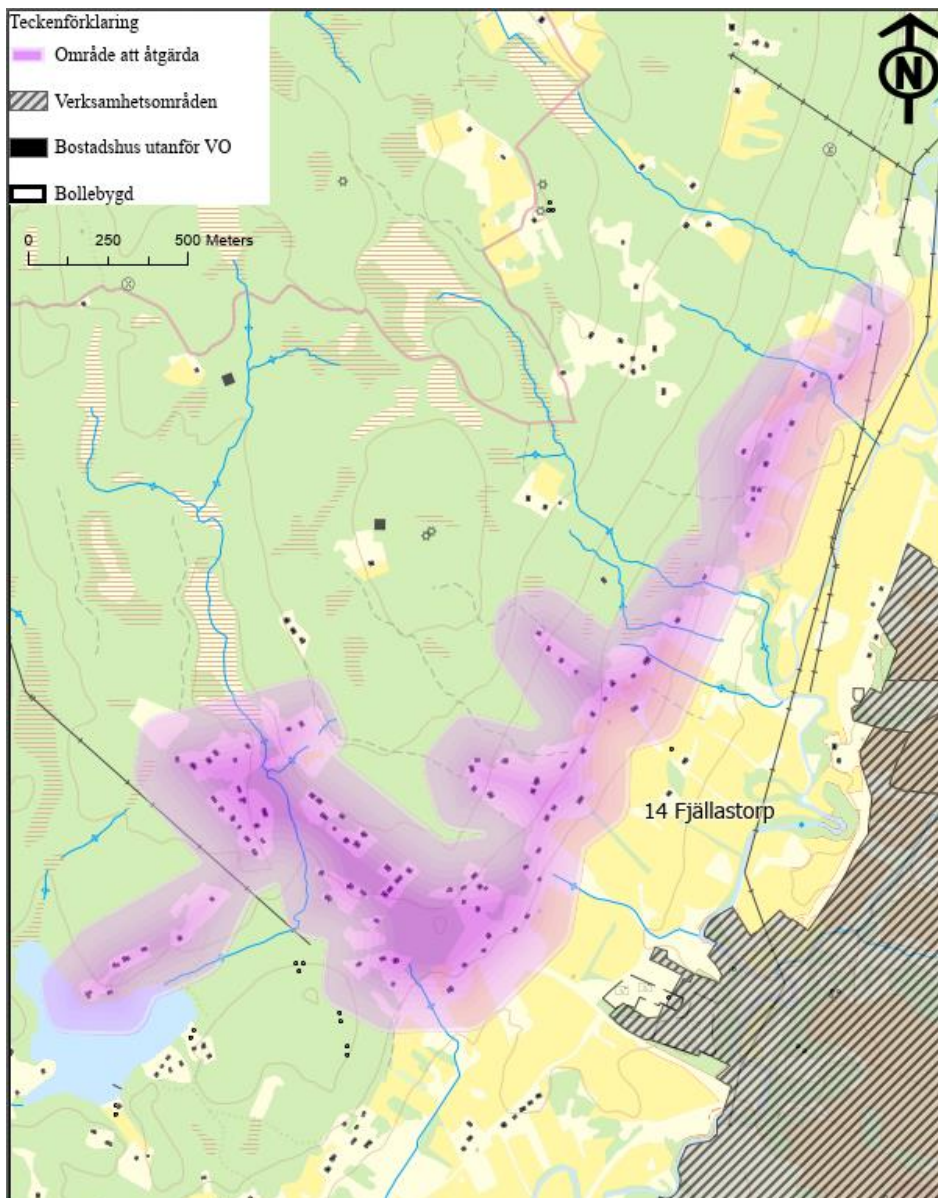 Teckenförklaring
Område att åtgärda
Verksamhetsområden
Bostadshus utanför VO
Bollebygd
N
0 250 500 Meters
14 Fjällastorp